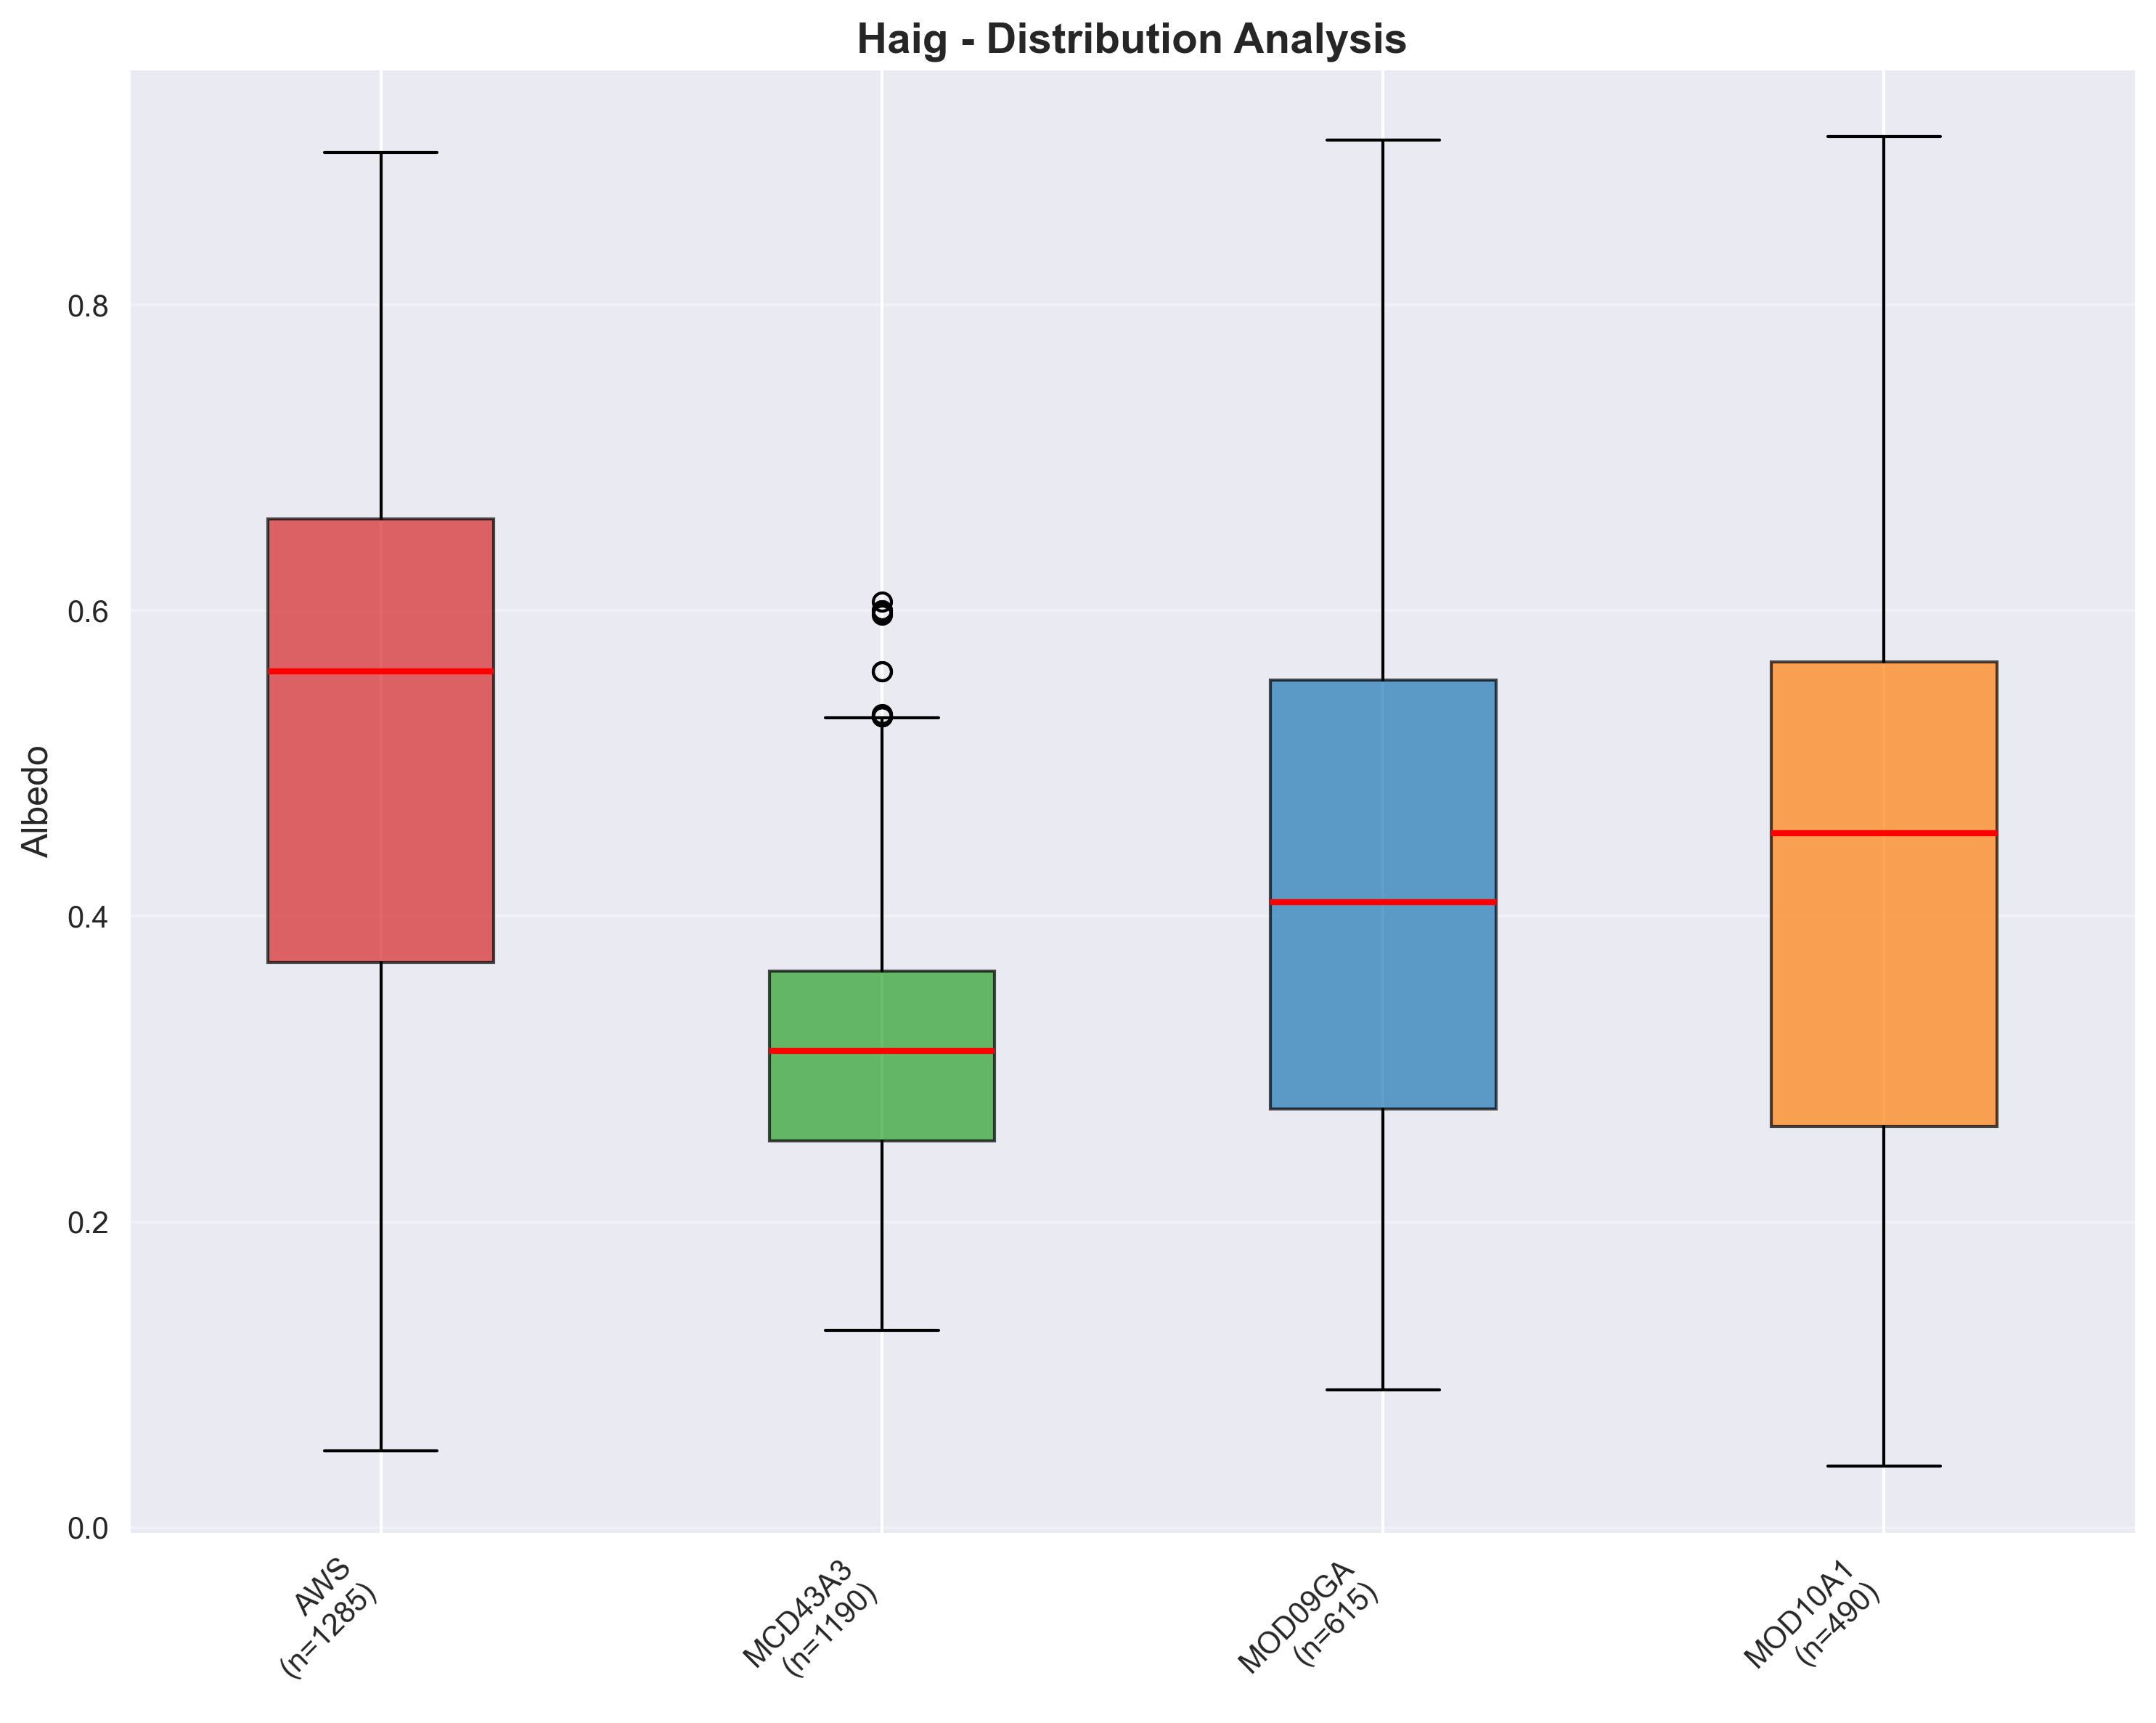 Haig - Distribution Analysis
Albedo
0.8
0.6
0.4
0.2
0.0
AWS
(n=1285)
MCD43A3
(n=1190)
MOD09GA
(n=615)
MOD10A1
(n=490)